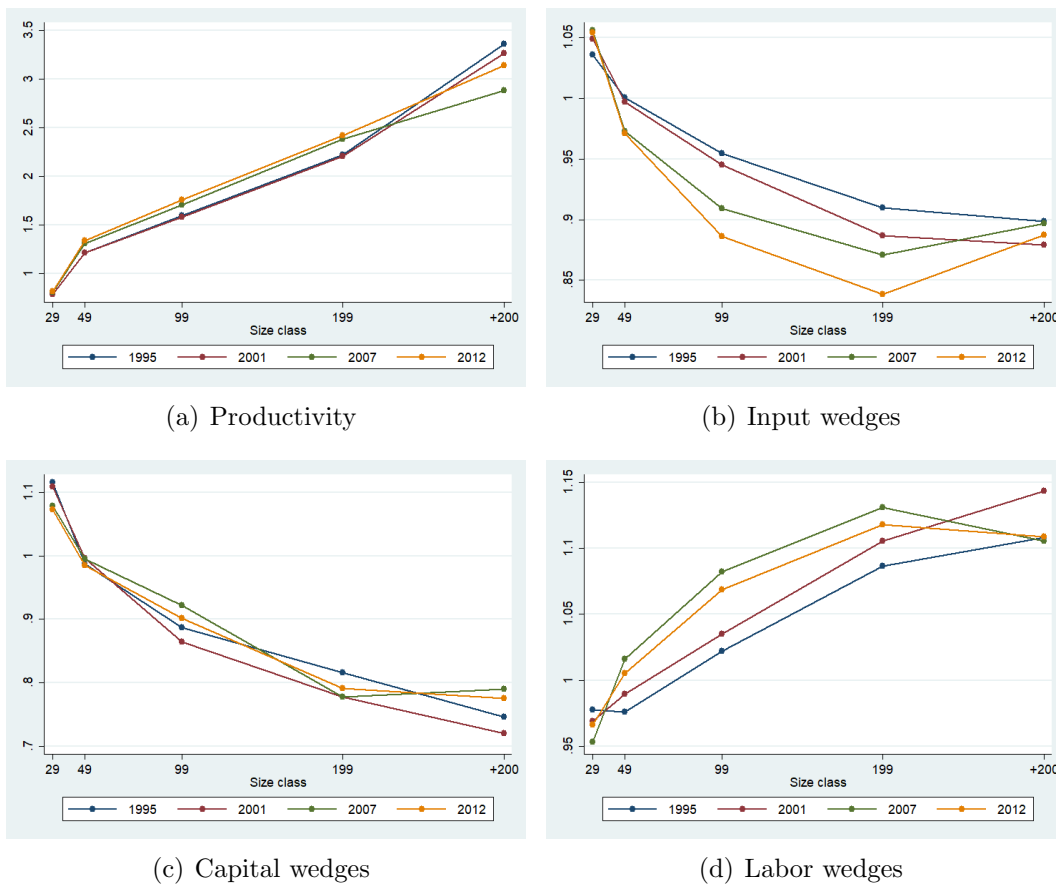 3.5
3
2.5
2
1.5
1
29 49 99 199 +200
Size class
1995 2001 2007 2012
(a) Productivity
1.05
1
.95
.9
.85
29 49 99 199 +200
Size class
1995 2001 2007 2012
(b) Input wedges
1.1
1
.9
.8
.7
29 49 99 199 +200
Size class
1995 2001 2007 2012
(c) Capital wedges
1.15
1.1
1.05
1
.95
29 49 99 199 +200
Size class
1995 2001 2007 2012
(d) Labor wedges